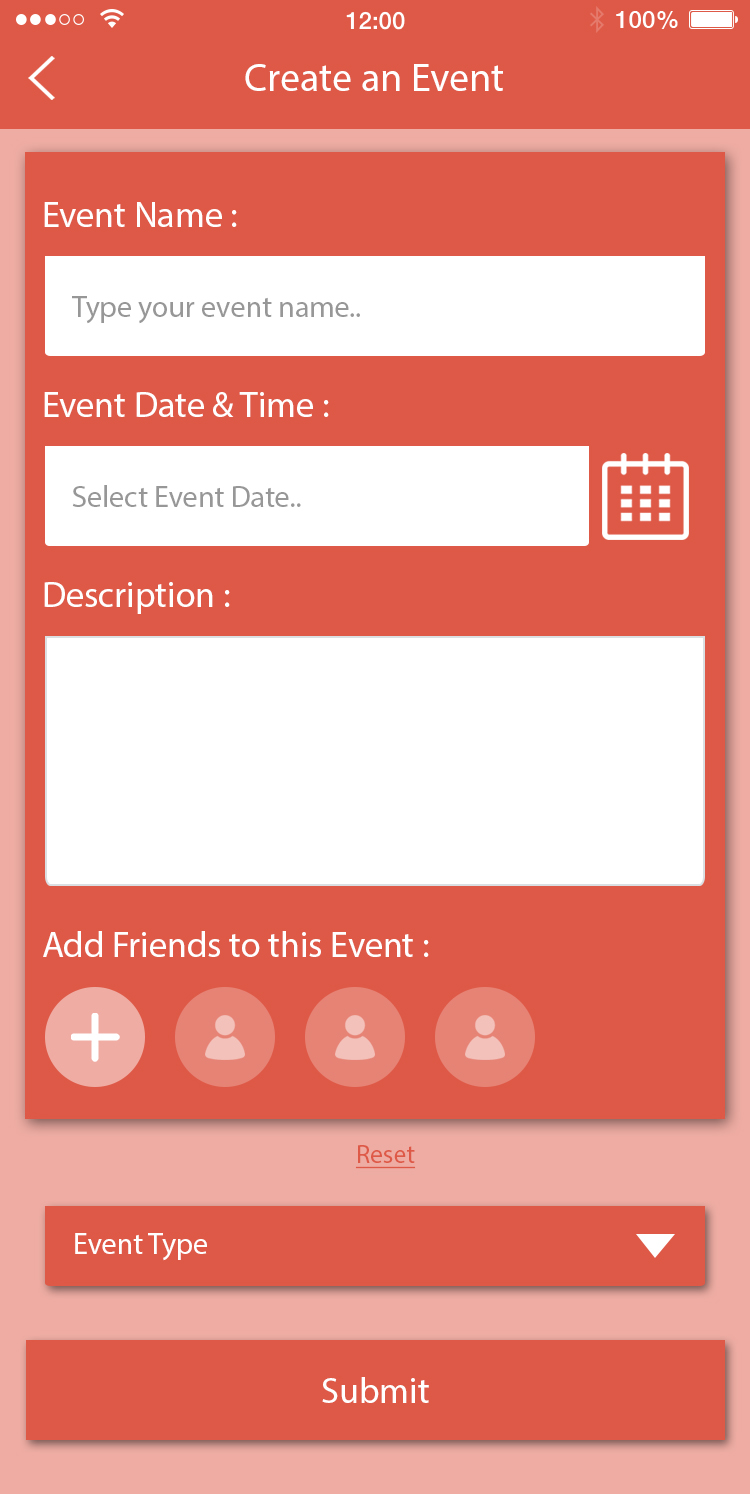 12:00
100%
Create an Event
Event Name :
Type your event name..
Event Date & Time :
Select Event Date..
Description :
Add Friends to this Event :
Reset
Event Type
Submit